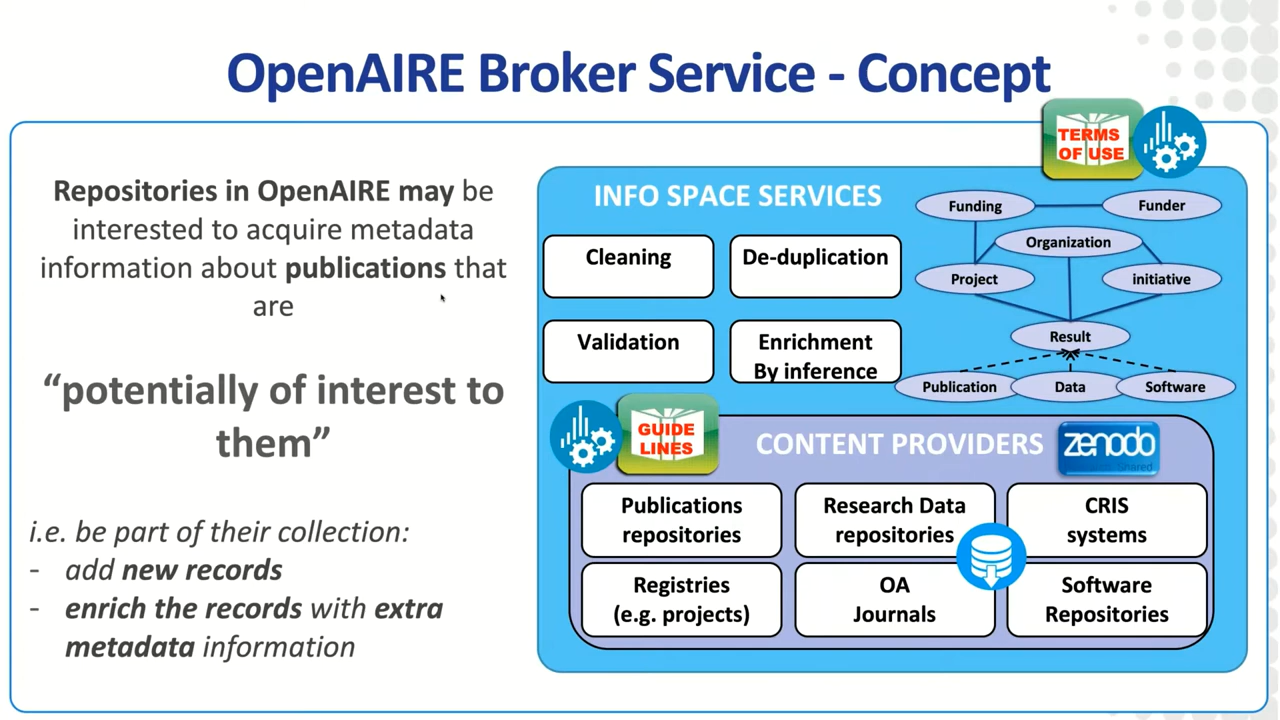 OpenAIRE Broker Service - Concept
TERMS
OF USE
Repositories in OpenAIRE may be
interested to acquire metadata
information about publications that
are
“potentially of interest to
them”
i.e. be part of their collection:
- add new records
- enrich the records with extra
metadata information
INFO SPACE SERVICES
Cleaning
De-duplication
Validation
Enrichment
By inference
Funding
Funder
Organization
Project
initiative
Result
Publication
Data
Software
GUIDE
LINES
CONTENT PROVIDERS
zenodo
Research. Shared
Publications
repositories
Research Data
repositories
CRIS
systems
Registries
(e.g. projects)
OA
Journals
Software
Repositories